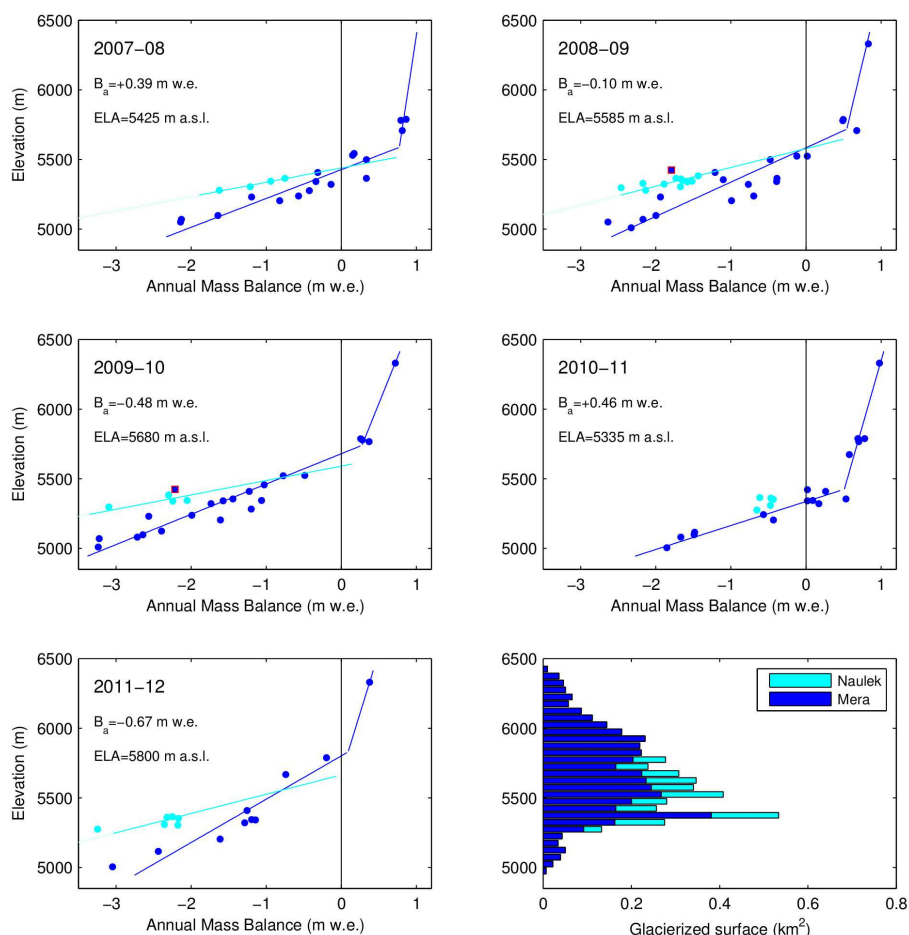 2007−08
B_a=+0.39 m w.e.
ELA=5425 m a.s.l.
6500
6000
5500
5000
Elevation (m)
−3 −2 −1 0 1
Annual Mass Balance (m w.e.)
2008−09
B_a=−0.10 m w.e.
ELA=5585 m a.s.l.
6500
6000
5500
5000
Elevation (m)
−3 −2 −1 0 1
Annual Mass Balance (m w.e.)
2009−10
B_a=−0.48 m w.e.
ELA=5680 m a.s.l.
6500
6000
5500
5000
Elevation (m)
−3 −2 −1 0 1
Annual Mass Balance (m w.e.)
2010−11
B_a=+0.46 m w.e.
ELA=5335 m a.s.l.
6500
6000
5500
5000
Elevation (m)
−3 −2 −1 0 1
Annual Mass Balance (m w.e.)
2011−12
B_a=−0.67 m w.e.
ELA=5800 m a.s.l.
6500
6000
5500
5000
Elevation (m)
−3 −2 −1 0 1
Annual Mass Balance (m w.e.)
Naulek
Mera
6500
6000
5500
5000
Elevation (m)
0 0.2 0.4 0.6 0.8
Glacierized surface (km²)